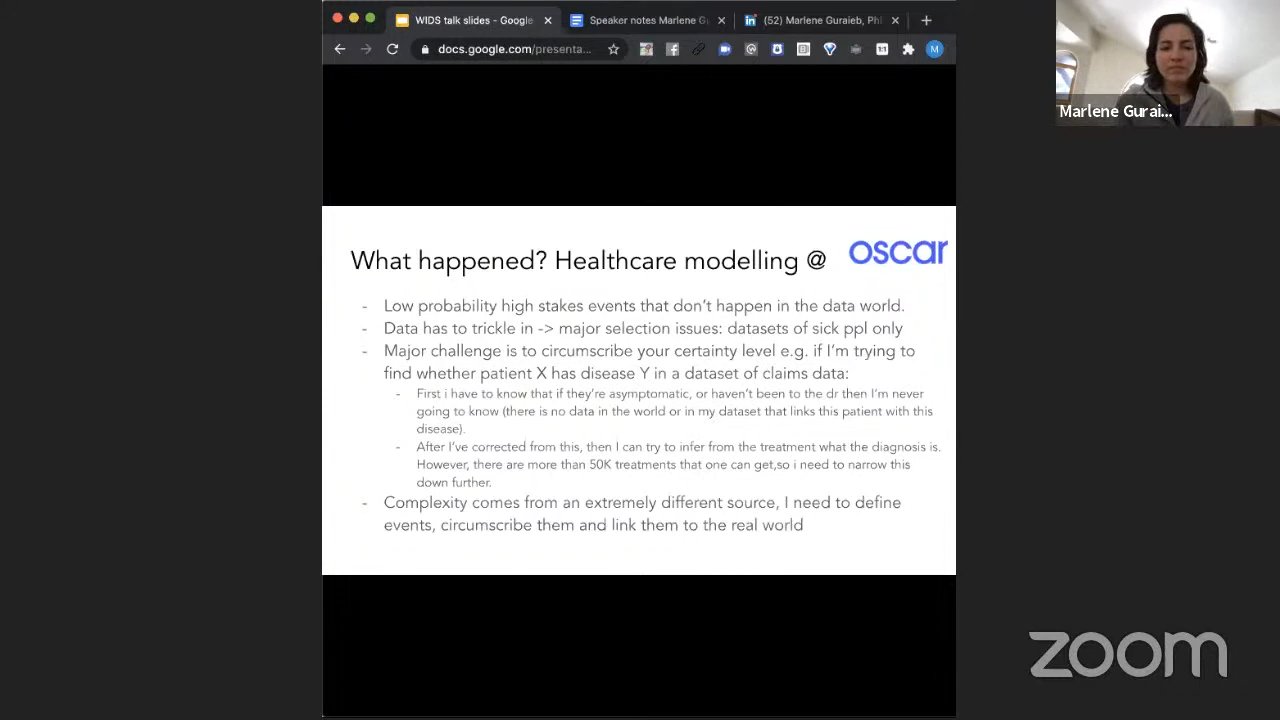 WIDS talk slides - Google
Speaker notes Marlene G
(52) Marlene Guraieb, Ph
docs.google.com/presenta...
M
Marlene Gurai...
What happened? Healthcare modelling @ oscar
- Low probability high stakes events that don't happen in the data world.
- Data has to trickle in -> major selection issues: datasets of sick ppl only
- Major challenge is to circumscribe your certainty level e.g. if I'm trying to
find whether patient X has disease Y in a dataset of claims data:
- First i have to know that if they're asymptomatic, or haven't been to the dr then I'm never
going to know (there is no data in the world or in my dataset that links this patient with this
disease).
- After I've corrected from this, then I can try to infer from the treatment what the diagnosis is.
However, there are more than 50K treatments that one can get,so i need to narrow this
down further.
- Complexity comes from an extremely different source, I need to define
events, circumscribe them and link them to the real world
zoom